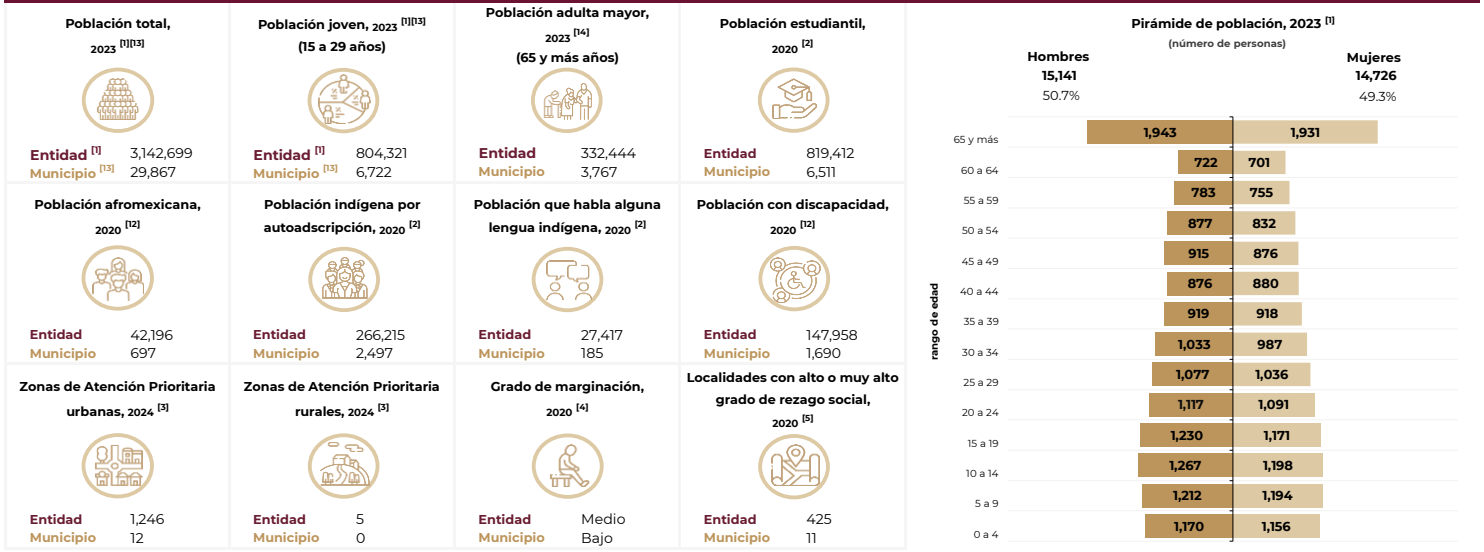 Población total,
2023 [1][13]
Entidad [1] 3,142,699
Municipio [13] 29,867
Población joven, 2023 [1][13]
(15 a 29 años)
Entidad [1] 804,321
Municipio [13] 6,722
Población adulta mayor,
2023 [14]
(65 y más años)
Entidad 332,444
Municipio 3,767
Población estudiantil,
2020 [2]
Entidad 819,412
Municipio 6,511
Población afromexicana,
2020 [12]
Entidad 42,196
Municipio 697
Población indígena por
autoadscripción, 2020 [2]
Entidad 266,215
Municipio 2,497
Población que habla alguna
lengua indígena, 2020 [2]
Entidad 27,417
Municipio 185
Población con discapacidad,
2020 [12]
Entidad 147,958
Municipio 1,690
Zonas de Atención Prioritaria
urbanas, 2024 [3]
Entidad 1,246
Municipio 12
Zonas de Atención Prioritaria
rurales, 2024 [3]
Entidad 5
Municipio 0
Grado de marginación,
2020 [4]
Entidad Medio
Municipio Bajo
Localidades con alto o muy alto
grado de rezago social,
2020 [5]
Entidad 425
Municipio 11
Pirámide de población, 2023 [1]
(número de personas)
Hombres Mujeres
15,141 14,726
50.7% 49.3%
rango de edad
65 y más 1,943 1,931
60 a 64 722 701
55 a 59 783 755
50 a 54 877 832
45 a 49 915 876
40 a 44 876 880
35 a 39 919 918
30 a 34 1,033 987
25 a 29 1,077 1,036
20 a 24 1,117 1,091
15 a 19 1,230 1,171
10 a 14 1,267 1,198
5 a 9 1,212 1,194
0 a 4 1,170 1,156